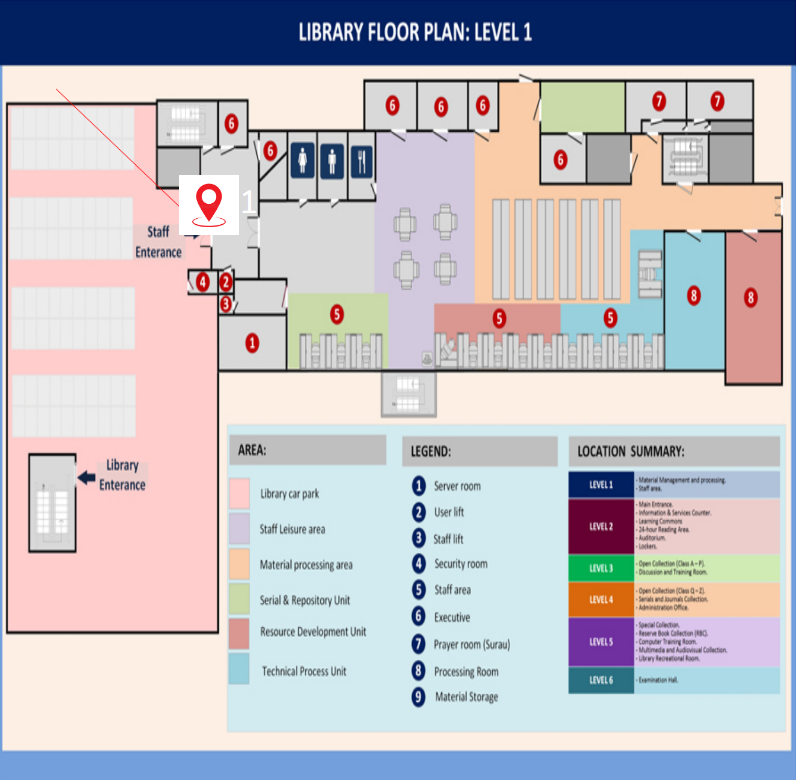 LIBRARY FLOOR PLAN: LEVEL 1
6
6
6
6
6
6
7
7
1
Staff
Enterance
4
2
3
1
5
5
5
8
8
Library
Enterance
AREA:
Library car park
Staff Leisure area
Material processing area
Serial & Repository Unit
Resource Development Unit
Technical Process Unit
LEGEND:
1 Server room
2 User lift
3 Staff lift
4 Security room
5 Staff area
6 Executive
7 Prayer room (Surau)
8 Processing Room
9 Material Storage
LOCATION SUMMARY:
LEVEL 1
- Material Management and processing.
- Staff area.
LEVEL 2
- Main Entrance.
- Information & Services Counter.
- Learning Commons
- 24-hour Reading Area.
- Auditorium.
- Lockers.
LEVEL 3
- Open Collection (Class A – P).
- Discussion and Training Room.
LEVEL 4
- Open Collection (Class Q – Z).
- Serials and Journals Collection.
- Administration Office.
LEVEL 5
- Special Collection.
- Reserve Book Collection (RBC).
- Computer Training Room.
- Multimedia and Audiovisual Collection.
- Library Recreational Room.
LEVEL 6
- Examination Hall.